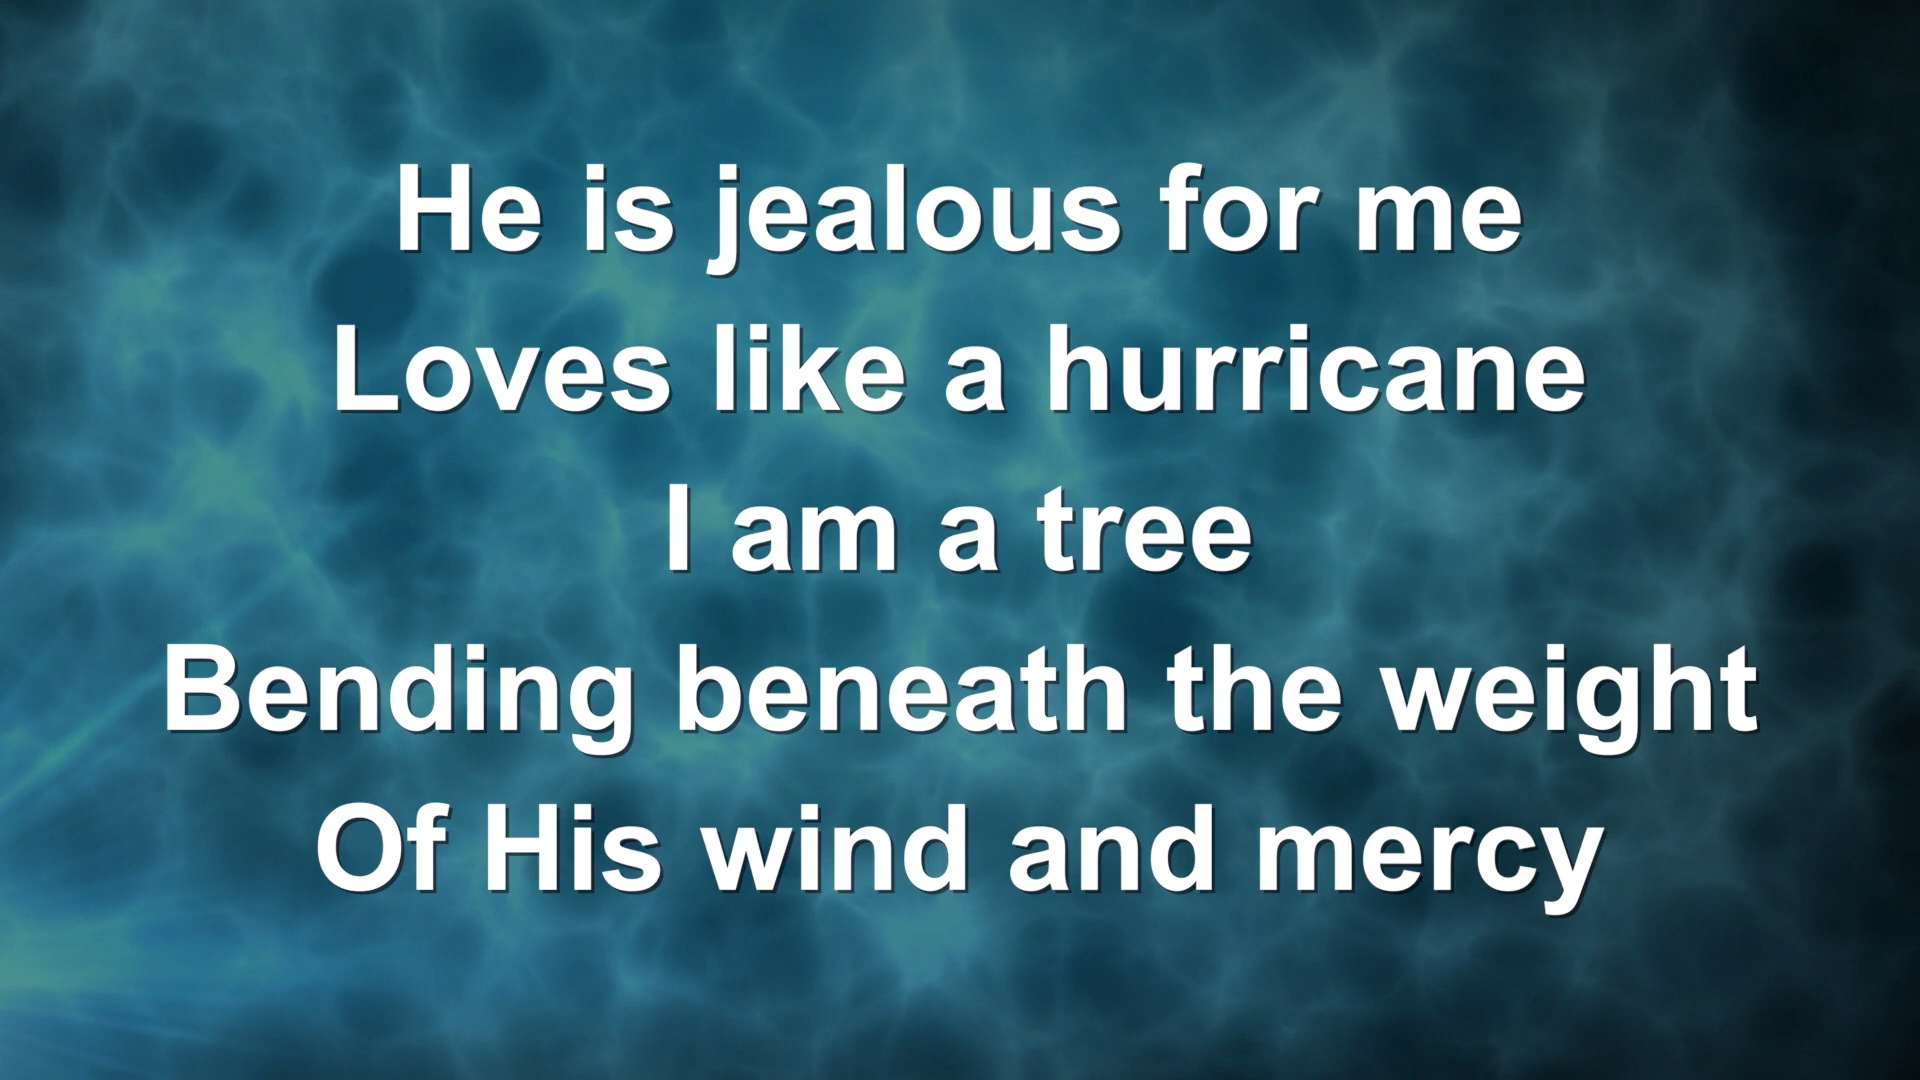 He is jealous for me
Loves like a hurricane
I am a tree
Bending beneath the weight
Of His wind and mercy